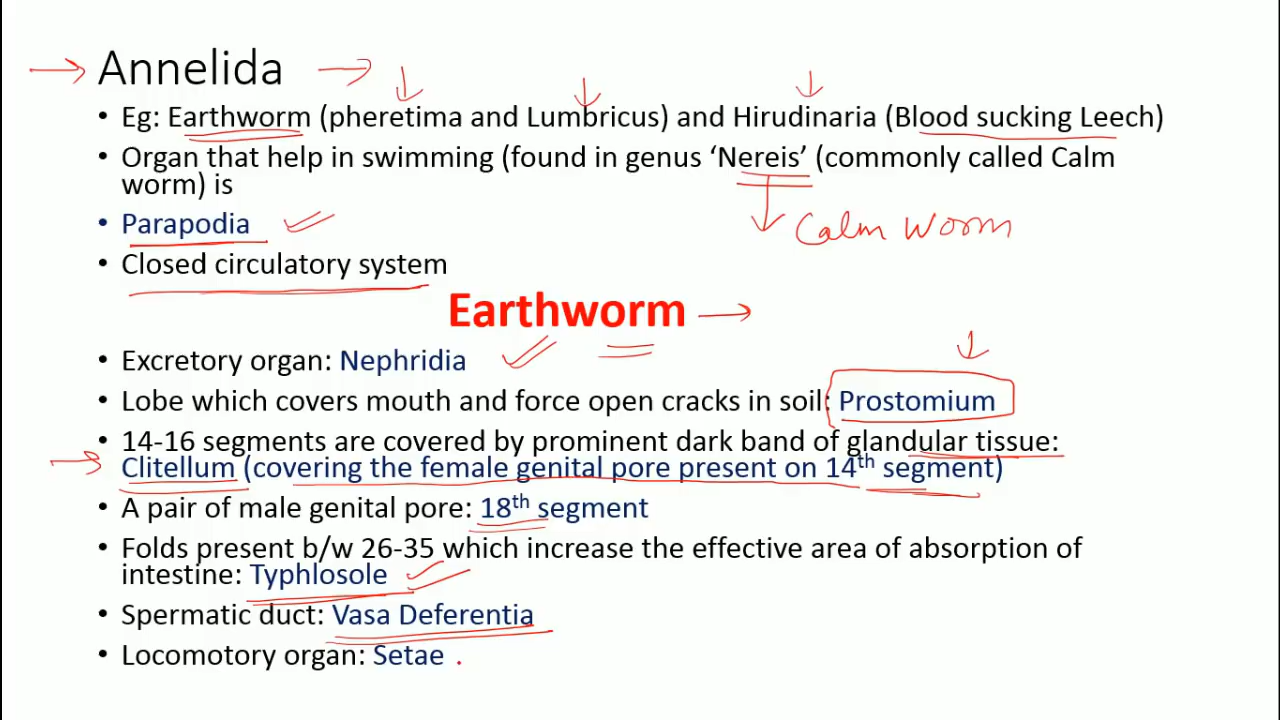 Annelida
• Eg: Earthworm (pheretima and Lumbricus) and Hirudinaria (Blood sucking Leech)
• Organ that help in swimming (found in genus ‘Nereis’ (commonly called Calm
worm) is
• Parapodia
Calm Worm
• Closed circulatory system
Earthworm
• Excretory organ: Nephridia
• Lobe which covers mouth and force open cracks in soil: Prostomium
• 14-16 segments are covered by prominent dark band of glandular tissue:
Clitellum (covering the female genital pore present on 14th segment)
• A pair of male genital pore: 18th segment
• Folds present b/w 26-35 which increase the effective area of absorption of
intestine: Typhlosole
• Spermatic duct: Vasa Deferentia
• Locomotory organ: Setae